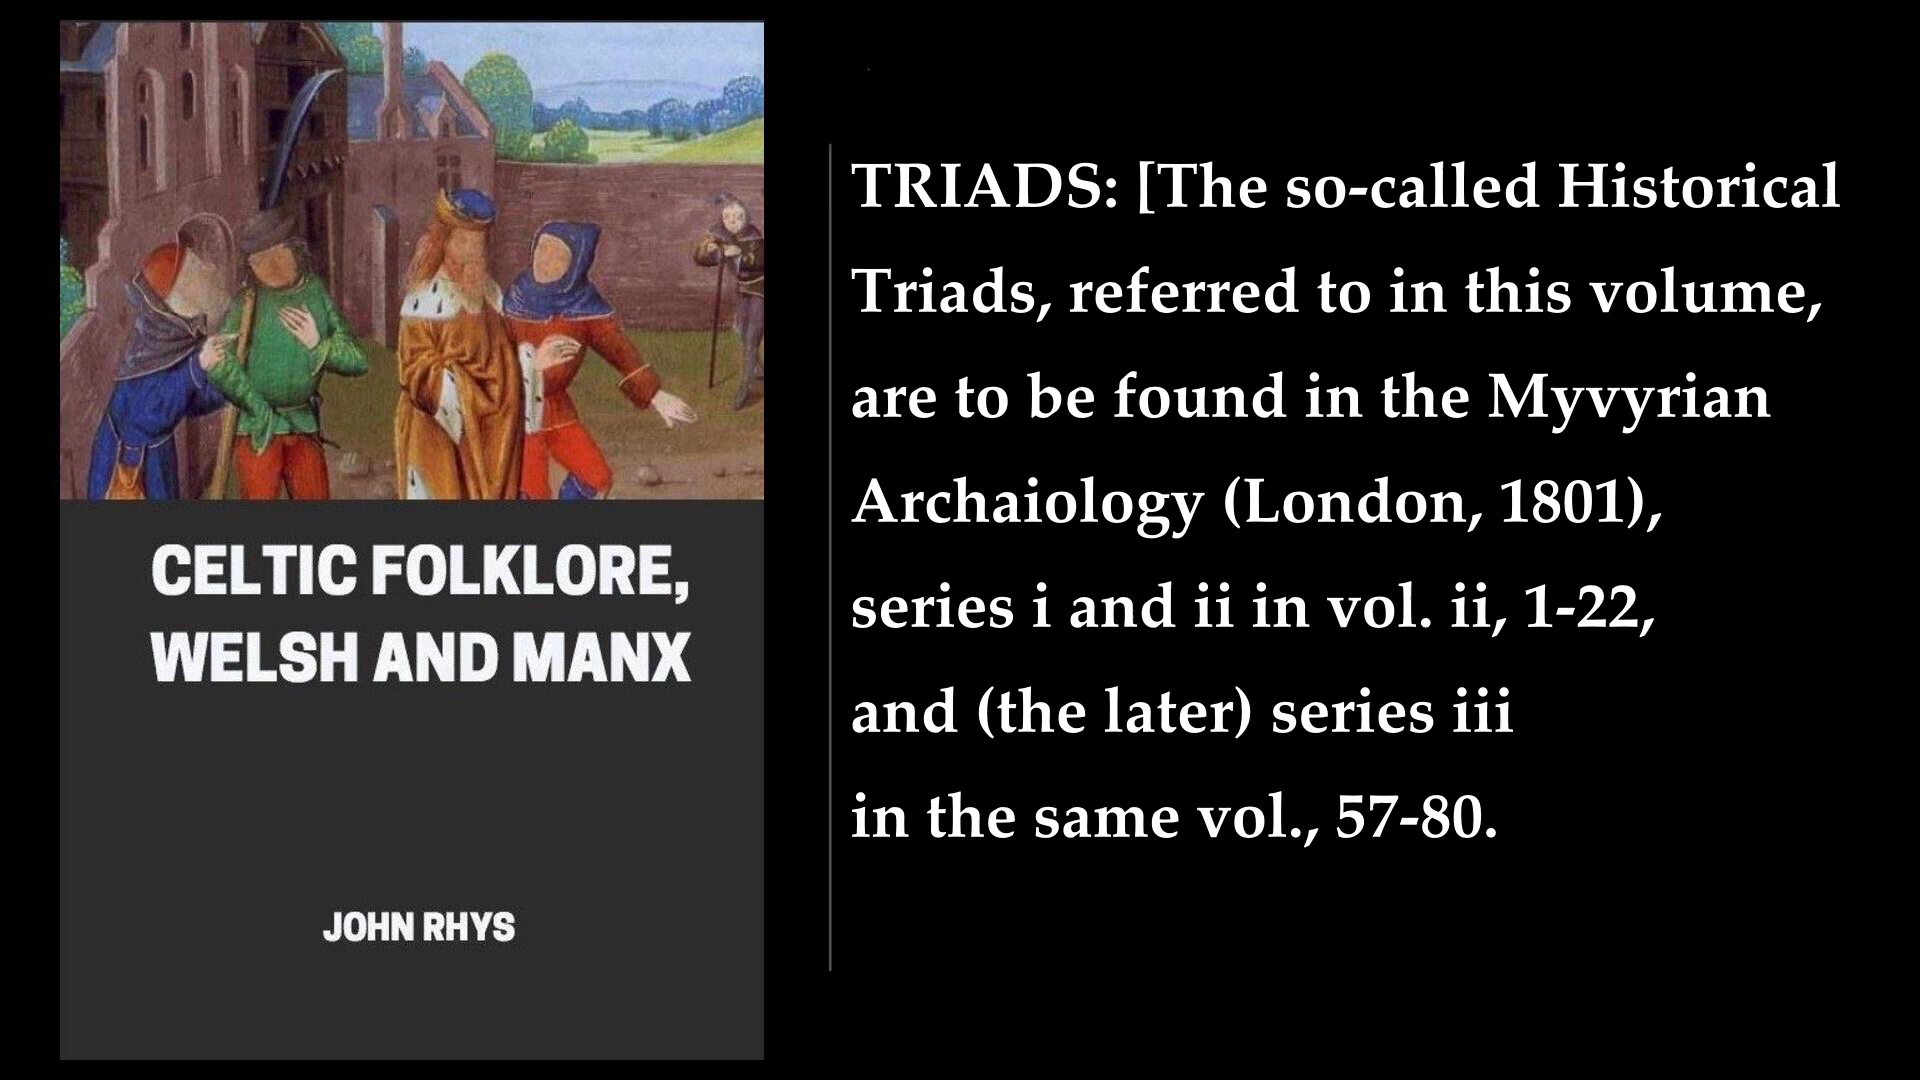 CELTIC FOLKLORE,
WELSH AND MANX
JOHN RHYS
TRIADS: [The so-called Historical
Triads, referred to in this volume,
are to be found in the Myvyrian
Archaiology (London, 1801),
series i and ii in vol. ii, 1-22,
and (the later) series iii
in the same vol., 57-80.